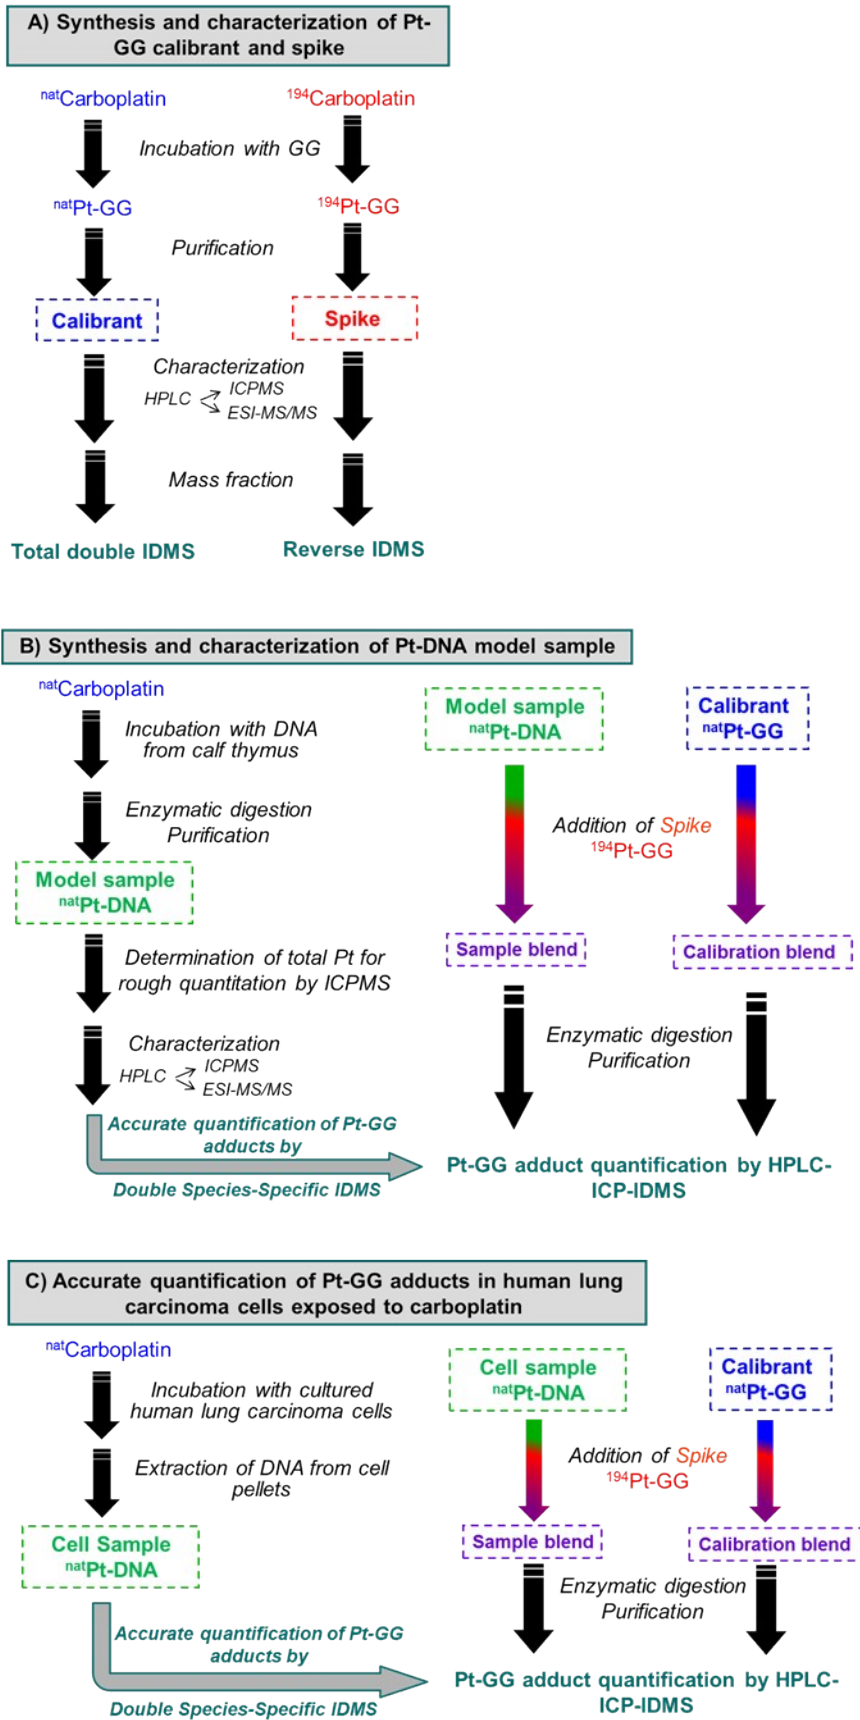 A) Synthesis and characterization of Pt-
GG calibrant and spike
natCarboplatin
194Carboplatin
Incubation with GG
natPt-GG
194Pt-GG
Purification
Calibrant
Spike
Characterization
HPLC
ICPMS
ESI-MS/MS
Mass fraction
Total double IDMS
Reverse IDMS
B) Synthesis and characterization of Pt-DNA model sample
natCarboplatin
Incubation with DNA
from calf thymus
Enzymatic digestion
Purification
Model sample
natPt-DNA
Determination of total Pt for
rough quantitation by ICPMS
Characterization
HPLC
ICPMS
ESI-MS/MS
Accurate quantification of Pt-GG
adducts by
Double Species-Specific IDMS
Model sample
natPt-DNA
Calibrant
natPt-GG
Addition of Spike
194Pt-GG
Sample blend
Calibration blend
Enzymatic digestion
Purification
Pt-GG adduct quantification by HPLC-
ICP-IDMS
C) Accurate quantification of Pt-GG adducts in human lung
carcinoma cells exposed to carboplatin
natCarboplatin
Incubation with cultured
human lung carcinoma cells
Extraction of DNA from cell
pellets
Cell Sample
natPt-DNA
Accurate quantification of Pt-GG
adducts by
Double Species-Specific IDMS
Cell sample
natPt-DNA
Calibrant
natPt-GG
Addition of Spike
194Pt-GG
Sample blend
Calibration blend
Enzymatic digestion
Purification
Pt-GG adduct quantification by HPLC-
ICP-IDMS